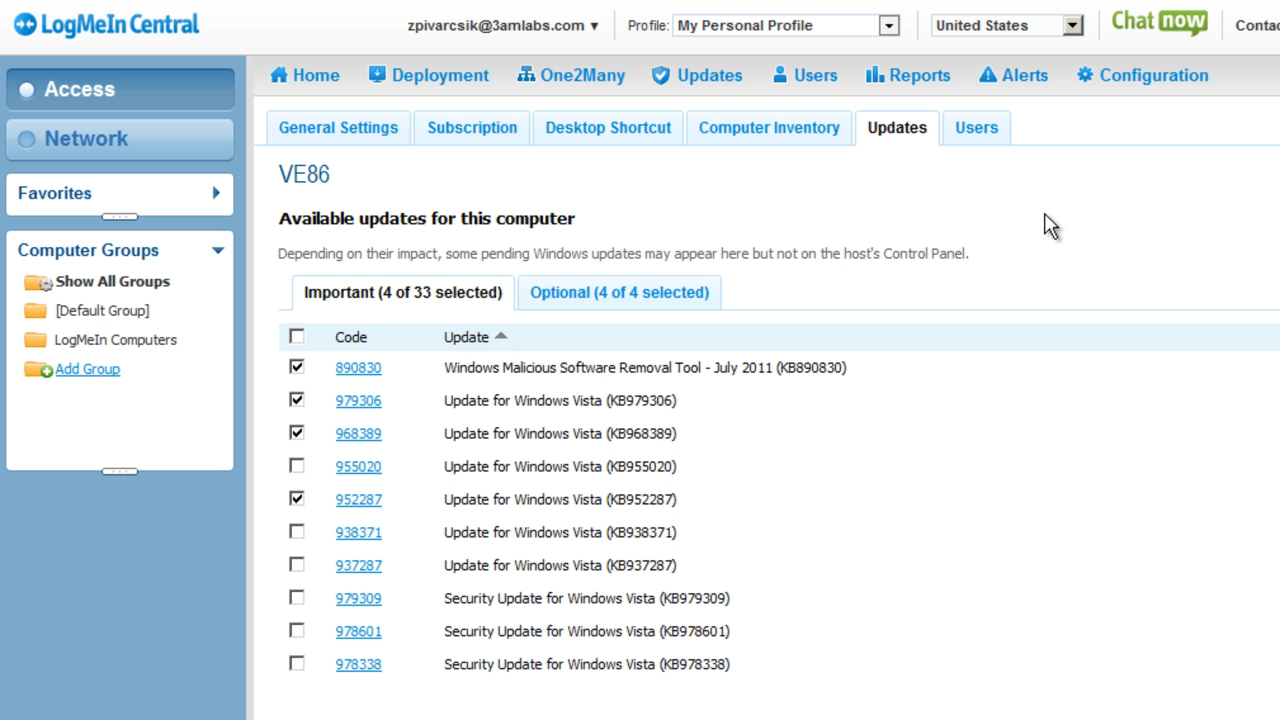 LogMeIn Central
zpivarcsik@3amlabs.com ▼
Profile: My Personal Profile
United States
Chat now
Access
Network
Favorites
Computer Groups
Show All Groups
[Default Group]
LogMeIn Computers
Add Group
Home Deployment One2Many Updates Users Reports Alerts Configuration
General Settings Subscription Desktop Shortcut Computer Inventory Updates Users
VE86
Available updates for this computer
Depending on their impact, some pending Windows updates may appear here but not on the host's Control Panel.
Important (4 of 33 selected) Optional (4 of 4 selected)
Code Update
890830 Windows Malicious Software Removal Tool - July 2011 (KB890830)
979306 Update for Windows Vista (KB979306)
968389 Update for Windows Vista (KB968389)
955020 Update for Windows Vista (KB955020)
952287 Update for Windows Vista (KB952287)
938371 Update for Windows Vista (KB938371)
937287 Update for Windows Vista (KB937287)
979309 Security Update for Windows Vista (KB979309)
978601 Security Update for Windows Vista (KB978601)
978338 Security Update for Windows Vista (KB978338)